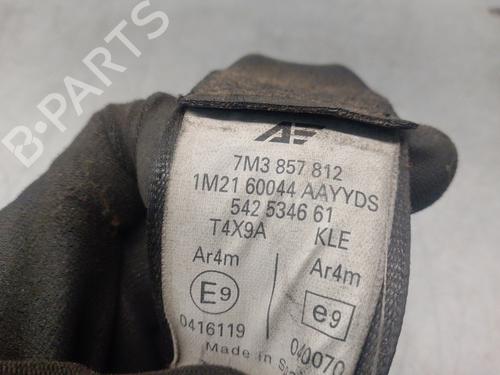 B-PARTS
7M3 857 812
1M21 60044 AAYYDS
542 5346 61
T4X9A KLE
Ar4m Ar4m
E9 e9
0416119
Made in